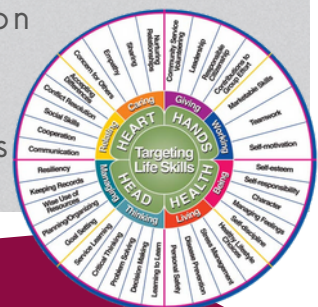 on
s
Targeting
Life Skills
HEART
HANDS
HEALTH
HEAD
Caring
Giving
Working
Being
Living
Thinking
Managing
Relating
Nurturing
Relationships
Sharing
Empathy
Concern for Others
Accepting
Differences
Conflict Resolution
Social Skills
Cooperation
Communication
Community Service
Volunteering
Leadership
Responsible
Citizenship
Contributions to
Group Effort
Marketable Skills
Teamwork
Self-motivation
Self-esteem
Self-responsibility
Character
Managing Feelings
Self-discipline
Healthy Lifestyle
Choices
Stress Management
Disease Prevention
Personal Safety
Learning to Learn
Decision Making
Problem Solving
Critical Thinking
Service Learning
Goal Setting
Planning/Organizing
Wise Use of
Resources
Keeping Records
Resiliency